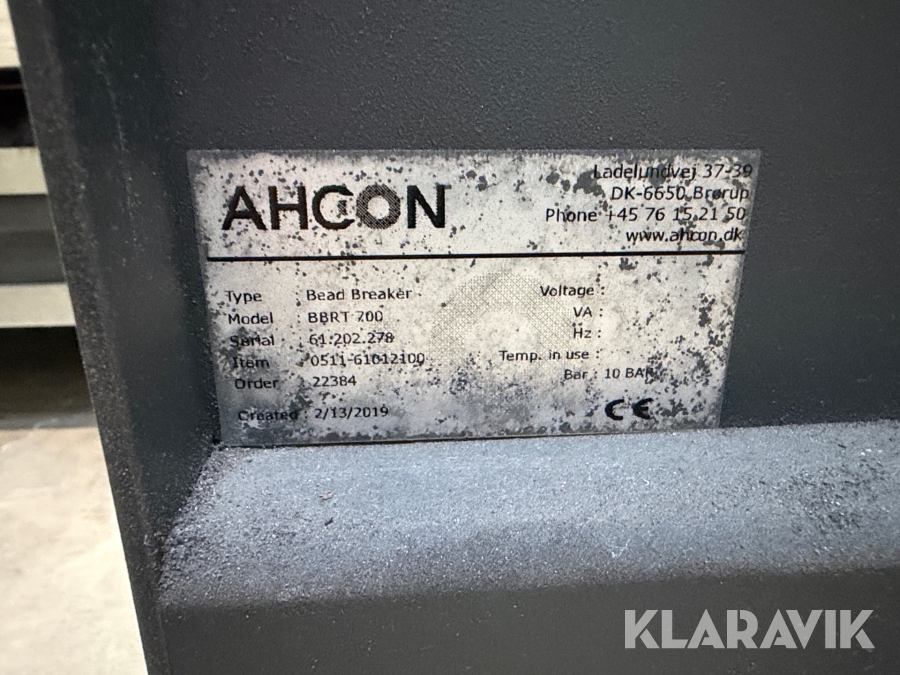 AHCON
Ladelundvej 37-39
DK-6650 Brørup
Phone +45 76 15 21 50
www.ahcon.dk
Type : Bead Breaker
Model : BBRT 700
Serial : 61.202.278
Item : 0511-61012100
Order : 22384
Created : 2/13/2019
Voltage :
VA :
Hz :
Temp. in use :
Bar : 10 BAR
CE
KLARAVIK